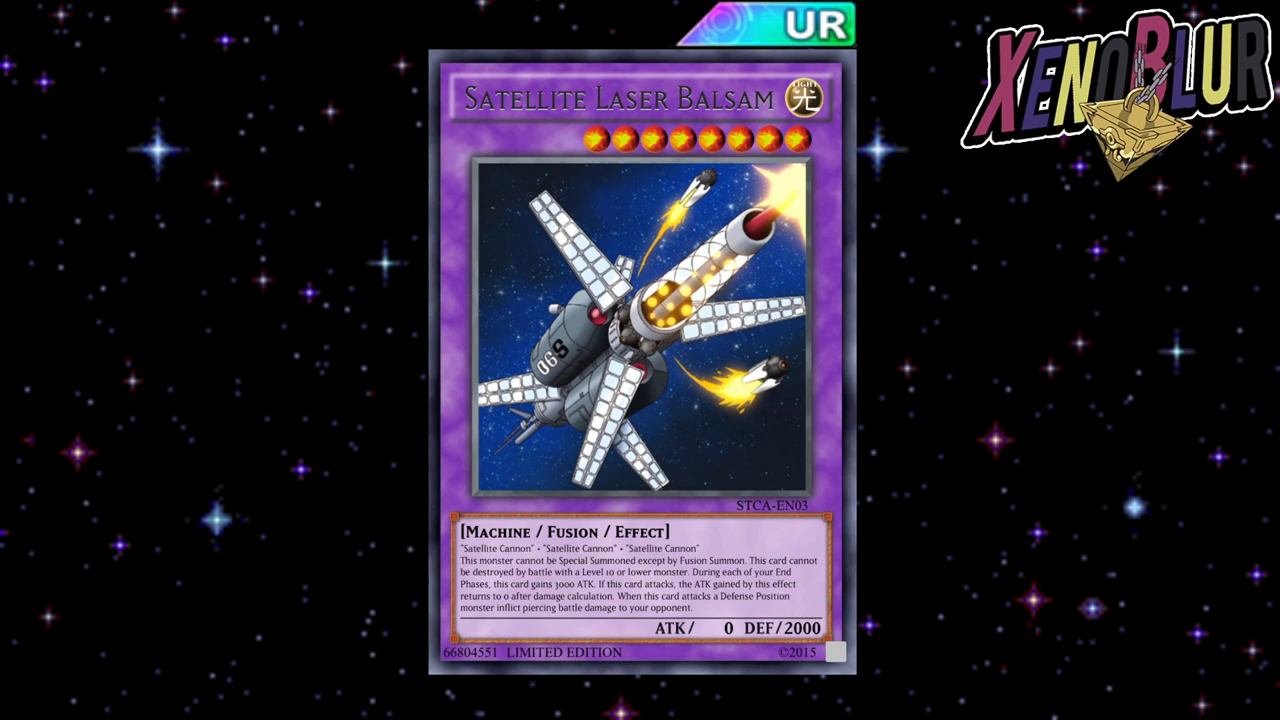 UR
XENOBLUR
SATELLITE LASER BALSAM
LIGHT
光
06S
STCA-EN03
[MACHINE / FUSION / EFFECT]
"Satellite Cannon" + "Satellite Cannon" + "Satellite Cannon"
This monster cannot be Special Summoned except by Fusion Summon. This card cannot
be destroyed by battle with a Level 10 or lower monster. During each of your End
Phases, this card gains 3000 ATK. If this card attacks, the ATK gained by this effect
returns to 0 after damage calculation. When this card attacks a Defense Position
monster inflict piercing battle damage to your opponent.
ATK/ 0 DEF/2000
66804551 LIMITED EDITION ©2015